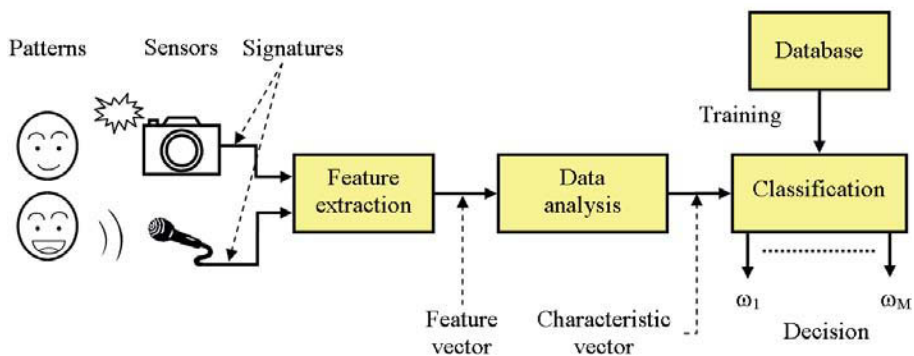 Patterns
Sensors
Signatures
Database
Training
Feature
extraction
Data
analysis
Classification
ω1
ωM
Feature
vector
Characteristic
vector
Decision